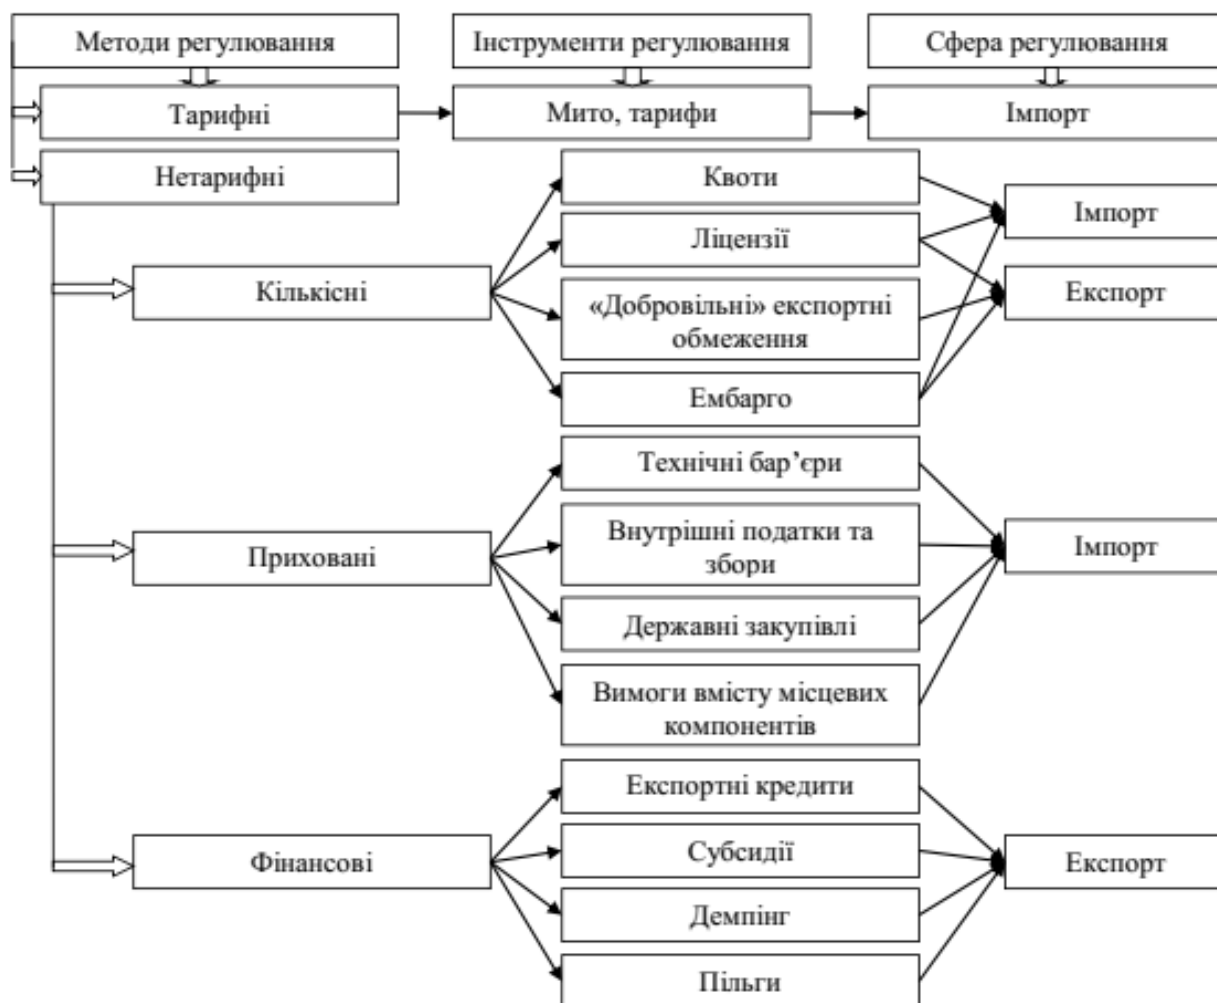 Методи регулювання
Інструменти регулювання
Сфера регулювання
Тарифні
Мито, тарифи
Імпорт
Нетарифні
Кількісні
Квоти
Ліцензії
«Добровільні» експортні
обмеження
Ембарго
Імпорт
Експорт
Приховані
Технічні бар’єри
Внутрішні податки та
збори
Державні закупівлі
Вимоги вмісту місцевих
компонентів
Імпорт
Фінансові
Експортні кредити
Субсидії
Демпінг
Пільги
Експорт